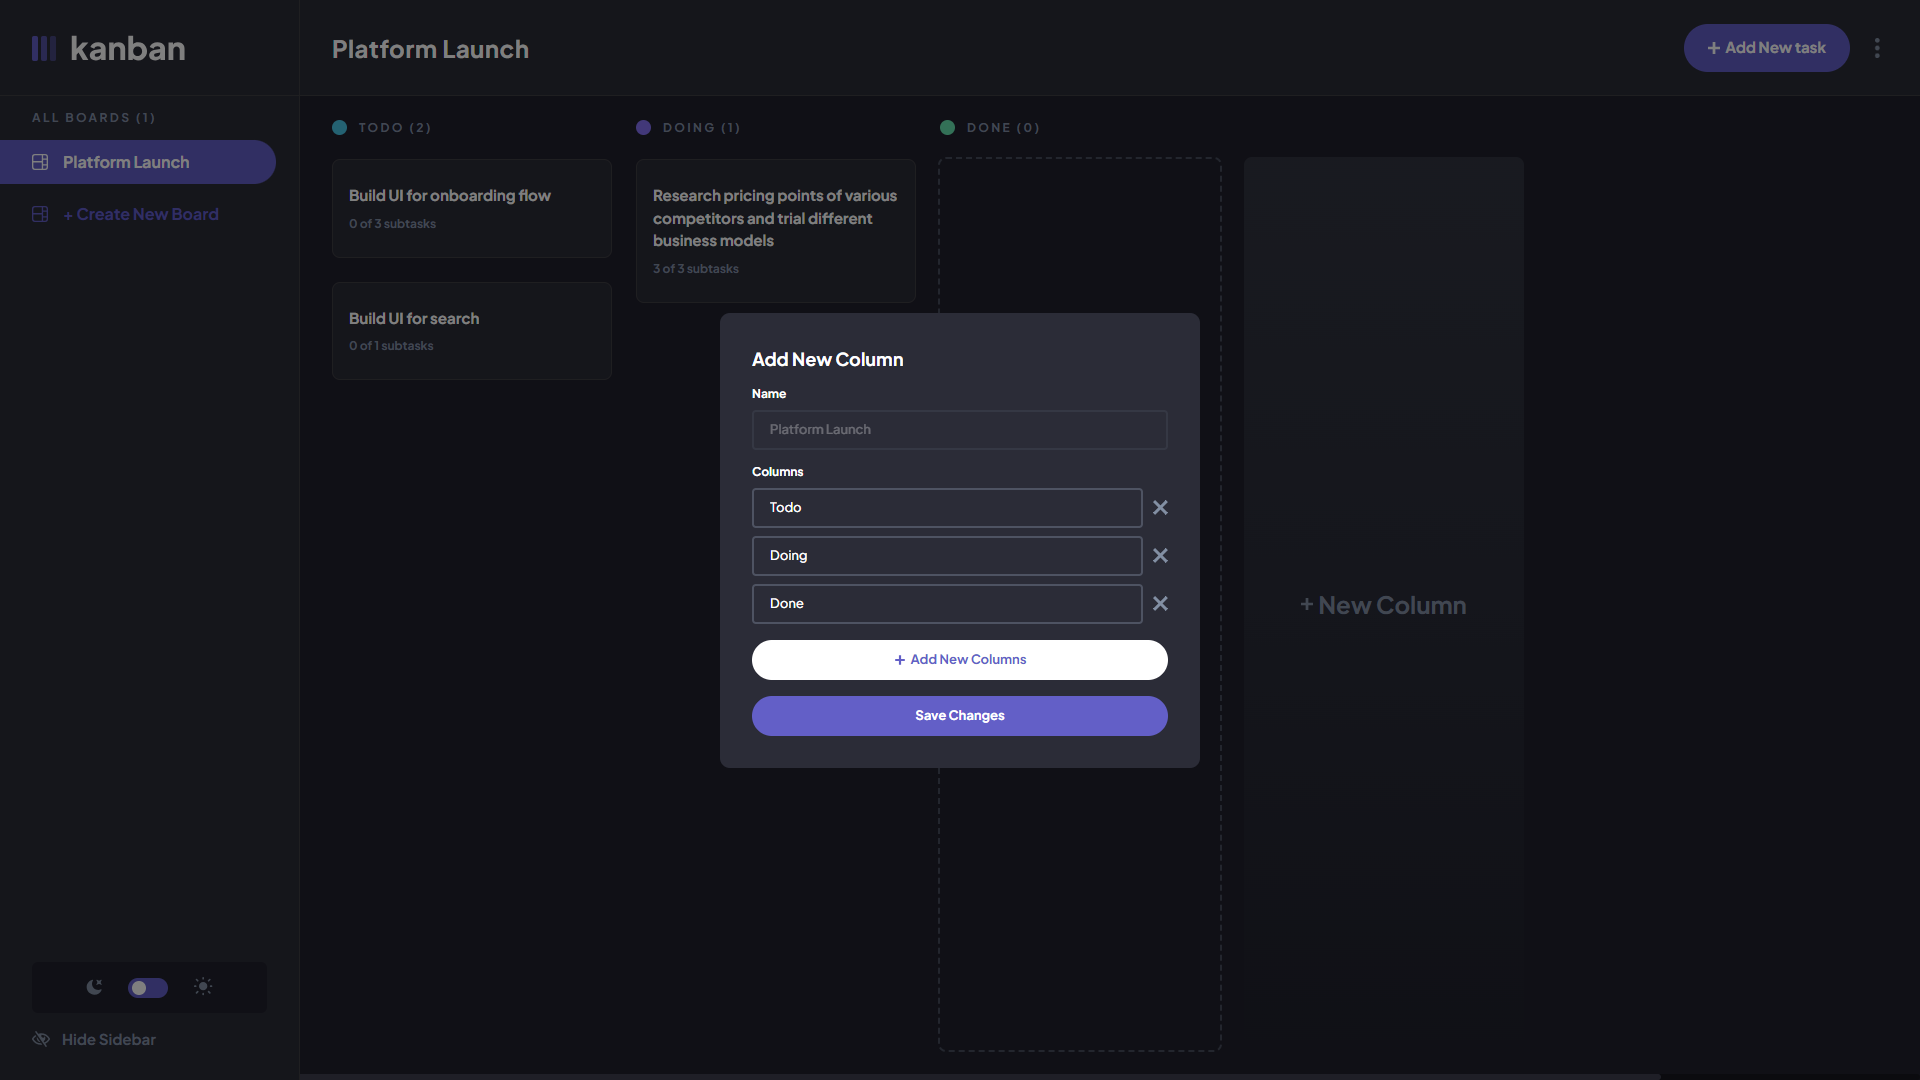 kanban
Platform Launch
+ Add New task
ALL BOARDS (1)
Platform Launch
+ Create New Board
TODO (2)
Build UI for onboarding flow
0 of 3 subtasks
Build UI for search
0 of 1 subtasks
DOING (1)
Research pricing points of various
competitors and trial different
business models
3 of 3 subtasks
DONE (0)
+ New Column
Add New Column
Name
Platform Launch
Columns
Todo
Doing
Done
+ Add New Columns
Save Changes
Hide Sidebar